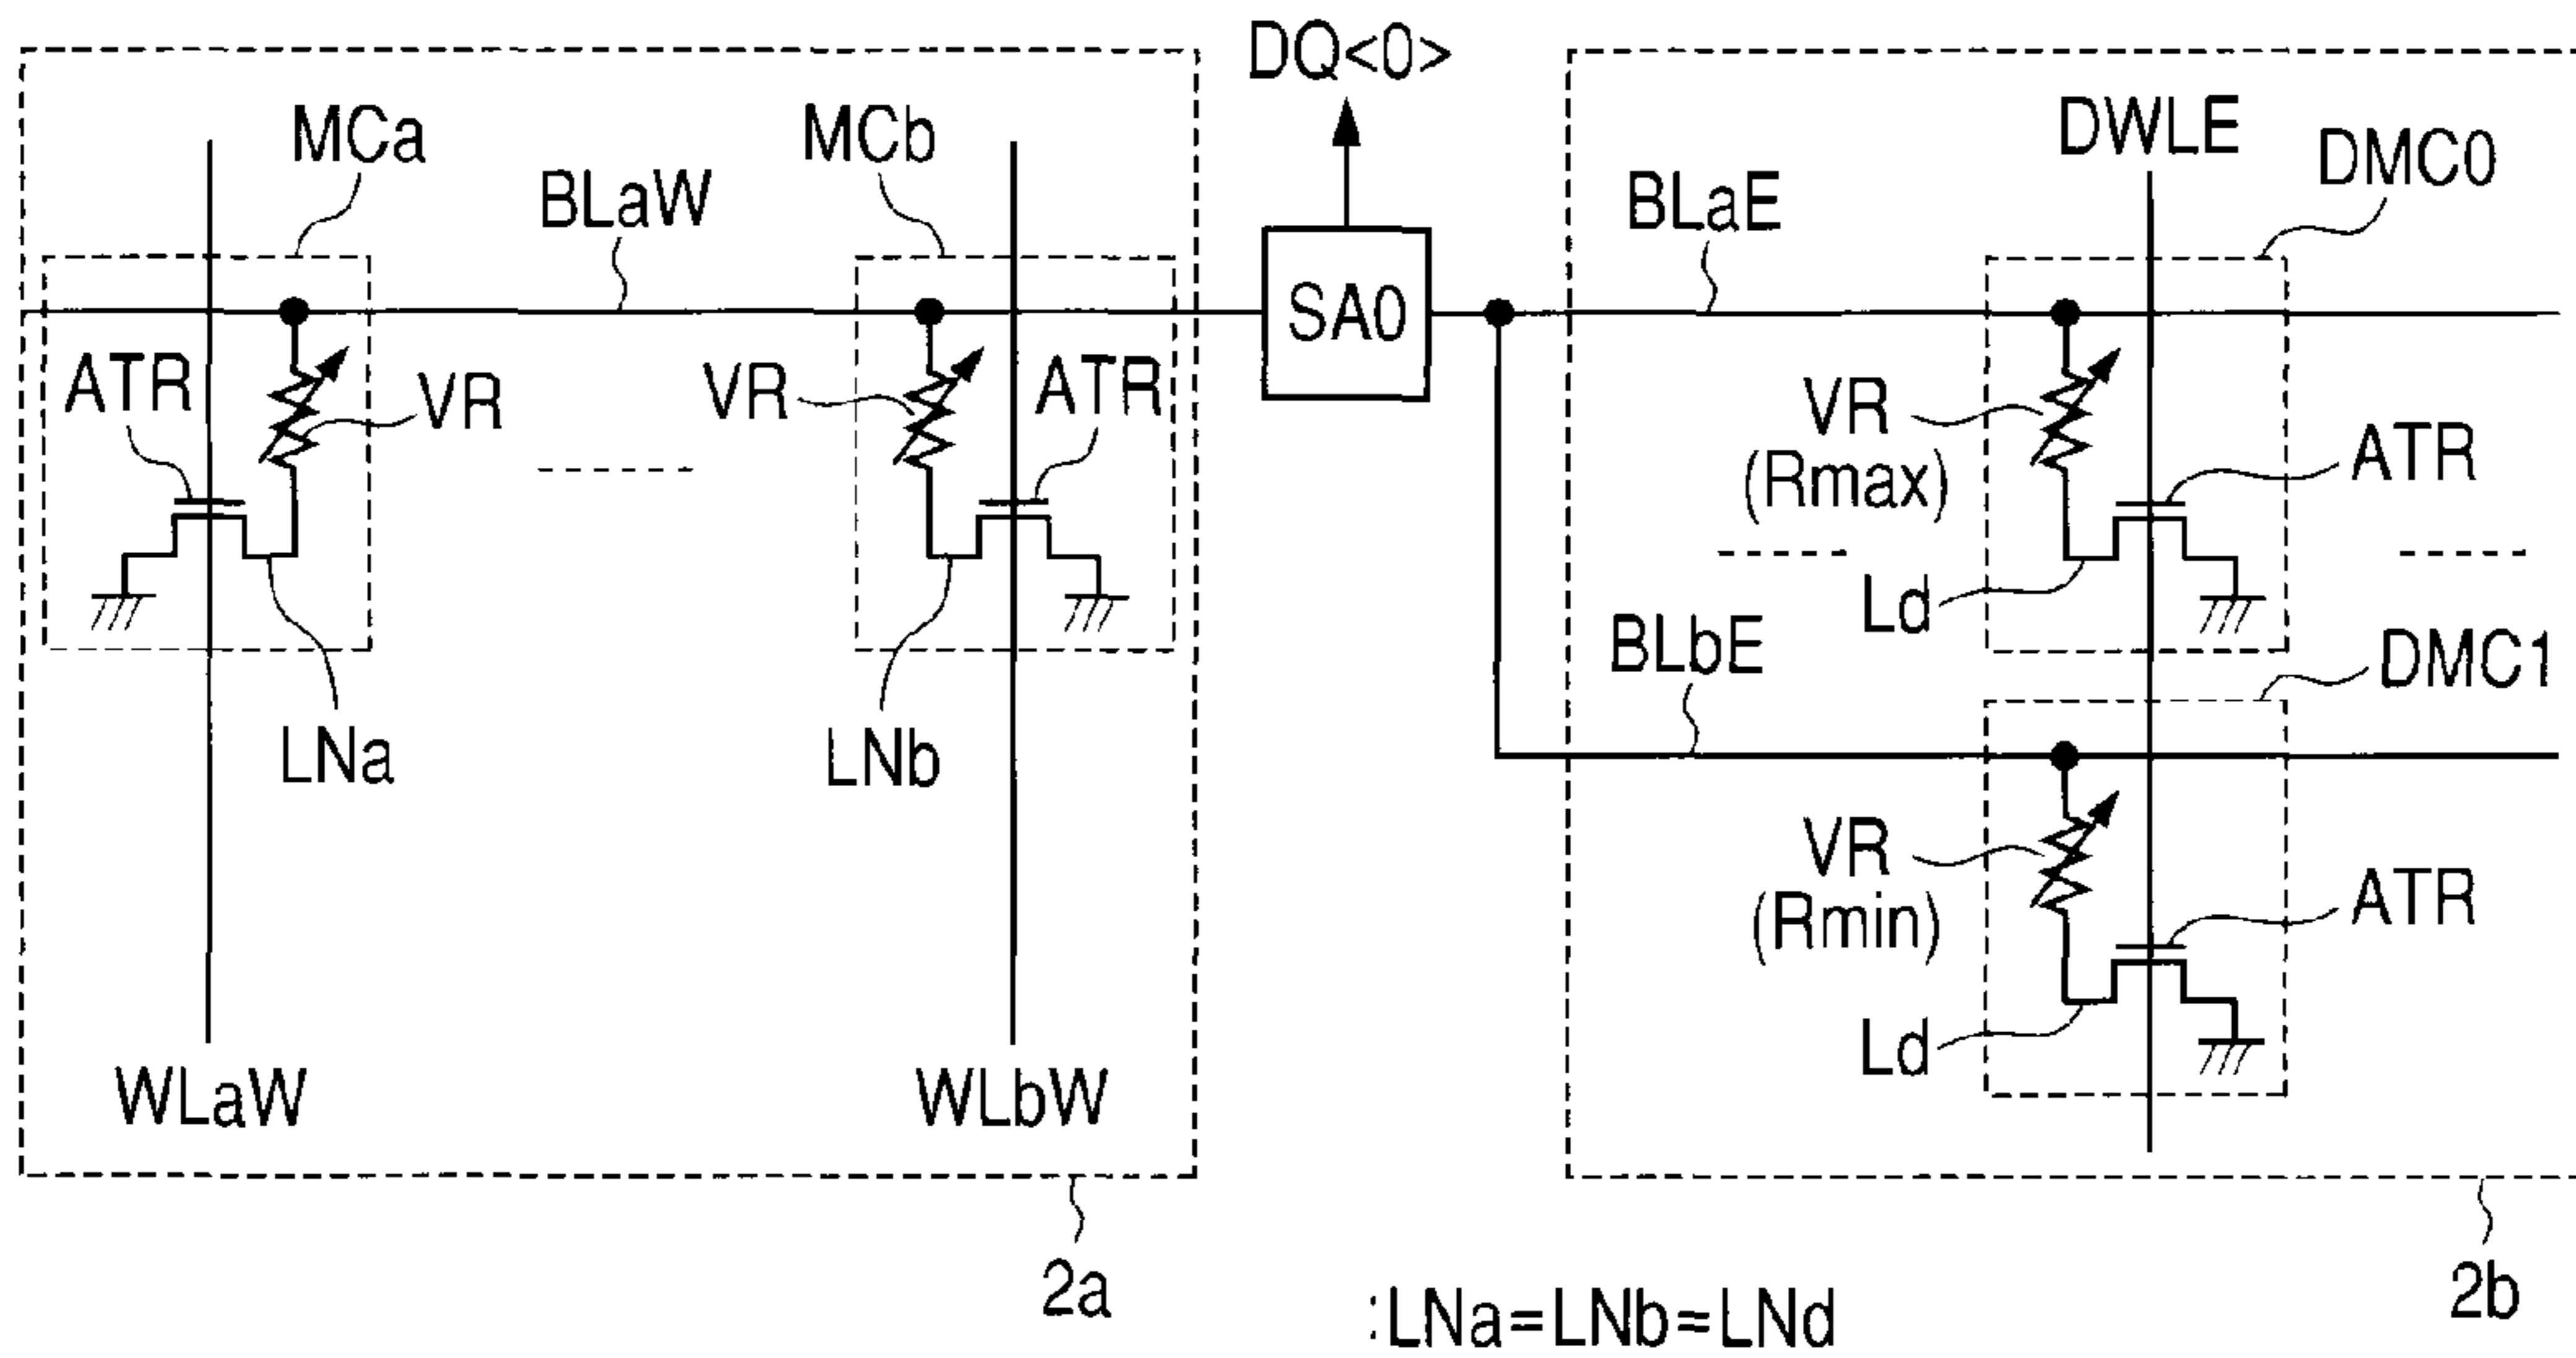 DQ<0>
MCa
MCb
DWLE
DMC0
BLaW
BLaE
SA0
ATR
VR
VR
ATR
VR
(Rmax)
ATR
Ld
LNa
LNb
BLbE
DMC1
VR
(Rmin)
ATR
Ld
WLaW
WLbW
2a
2b
:LNa=LNb=LNd